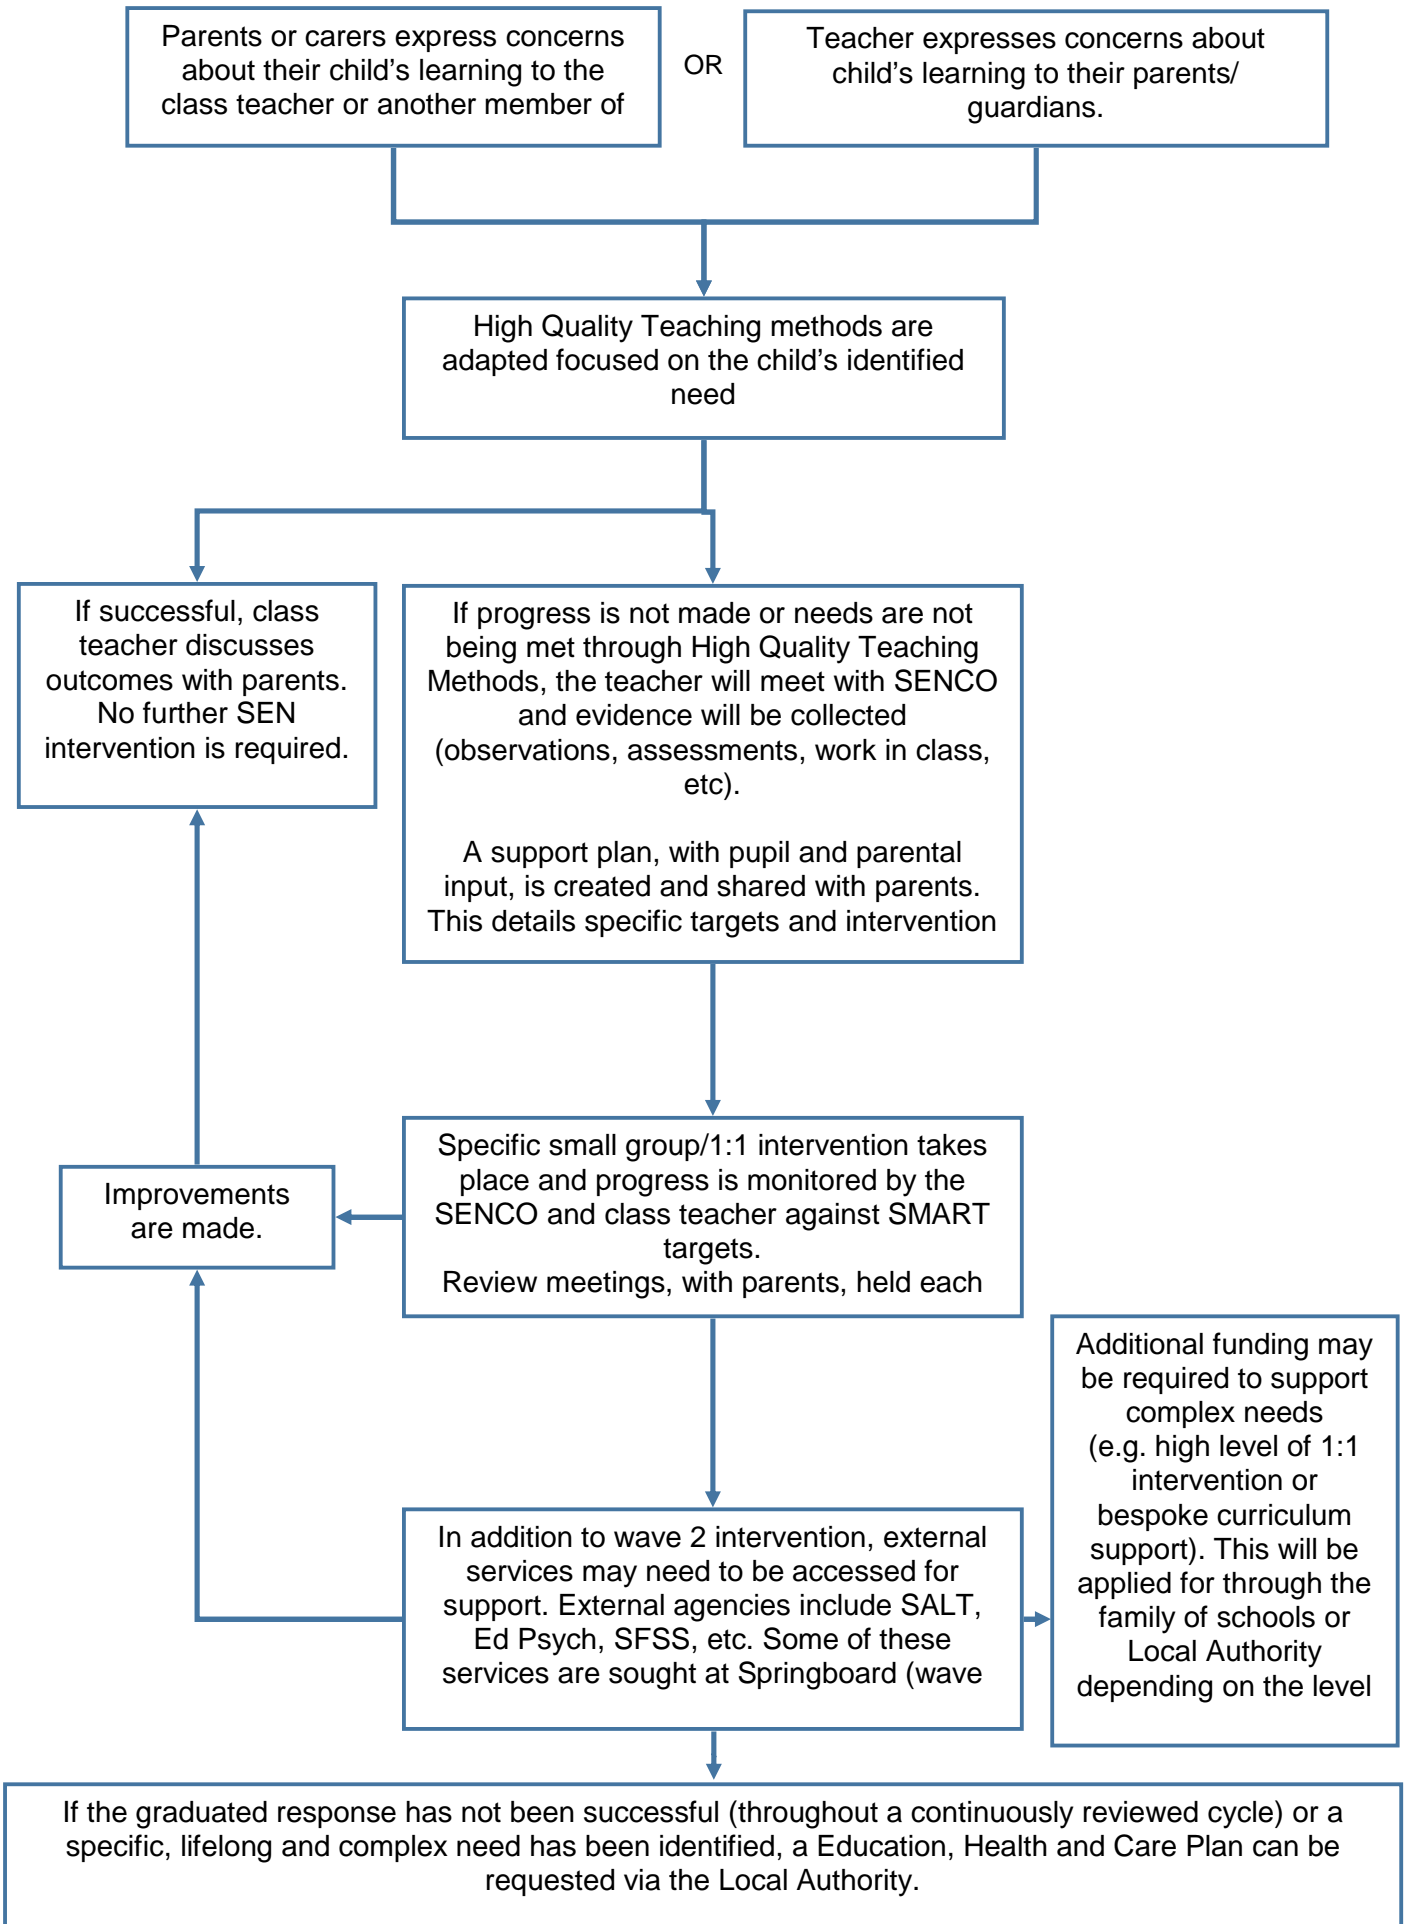 Parents or carers express concerns
about their child’s learning to the
class teacher or another member of
OR
Teacher expresses concerns about
child’s learning to their parents/
guardians.
High Quality Teaching methods are
adapted focused on the child’s identified
need
If successful, class
teacher discusses
outcomes with parents.
No further SEN
intervention is required.
If progress is not made or needs are not
being met through High Quality Teaching
Methods, the teacher will meet with SENCO
and evidence will be collected
(observations, assessments, work in class,
etc).
A support plan, with pupil and parental
input, is created and shared with parents.
This details specific targets and intervention
Improvements
are made.
Specific small group/1:1 intervention takes
place and progress is monitored by the
SENCO and class teacher against SMART
targets.
Review meetings, with parents, held each
Additional funding may
be required to support
complex needs
(e.g. high level of 1:1
intervention or
bespoke curriculum
support). This will be
applied for through the
family of schools or
Local Authority
depending on the level
In addition to wave 2 intervention, external
services may need to be accessed for
support. External agencies include SALT,
Ed Psych, SFSS, etc. Some of these
services are sought at Springboard (wave
If the graduated response has not been successful (throughout a continuously reviewed cycle) or a
specific, lifelong and complex need has been identified, a Education, Health and Care Plan can be
requested via the Local Authority.